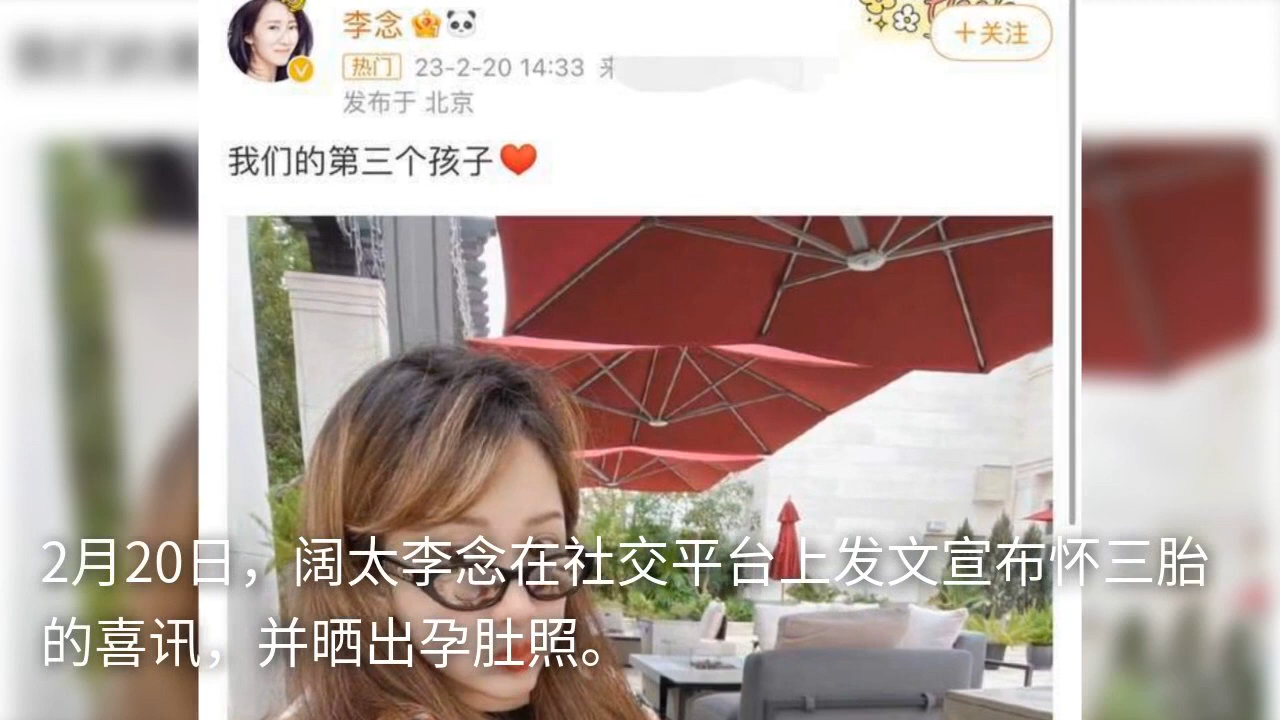 李念
+关注
热门 23-2-20 14:33 来
发布于 北京
我们的第三个孩子
2月20日，阔太李念在社交平台上发文宣布怀三胎
的喜讯，并晒出孕肚照。